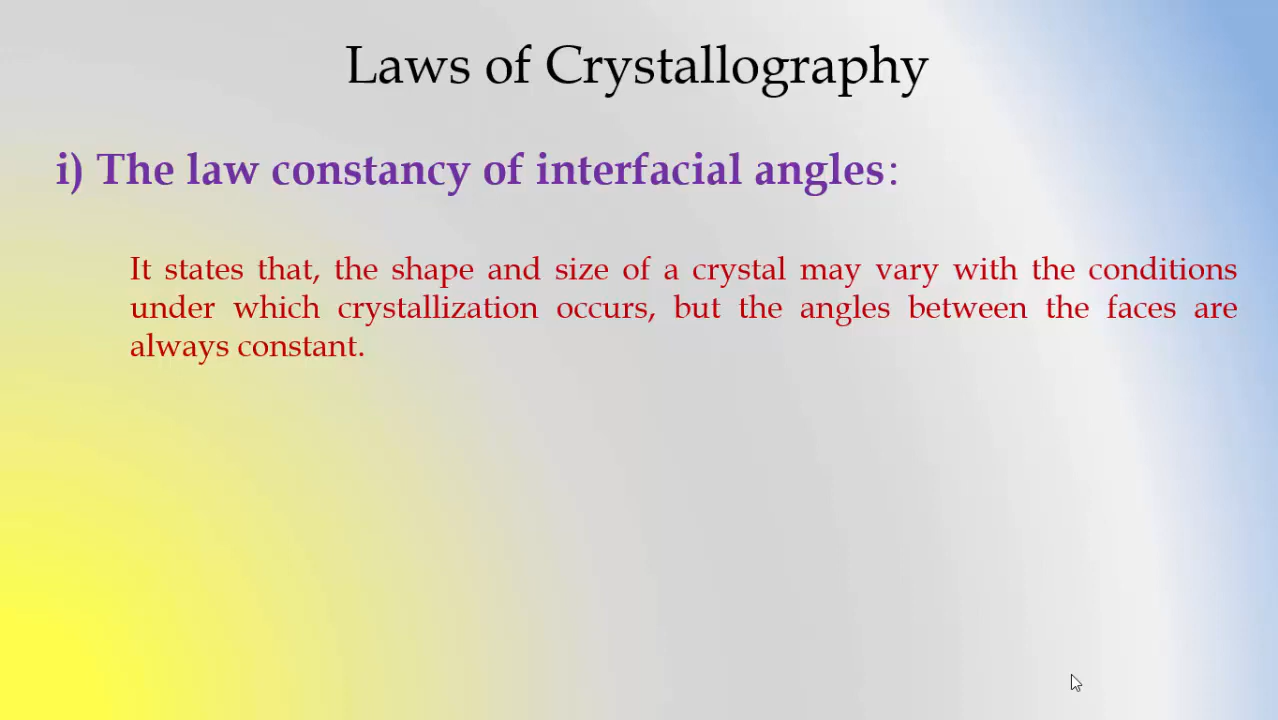 Laws of Crystallography
i) The law constancy of interfacial angles:
It states that, the shape and size of a crystal may vary with the conditions
under which crystallization occurs, but the angles between the faces are
always constant.